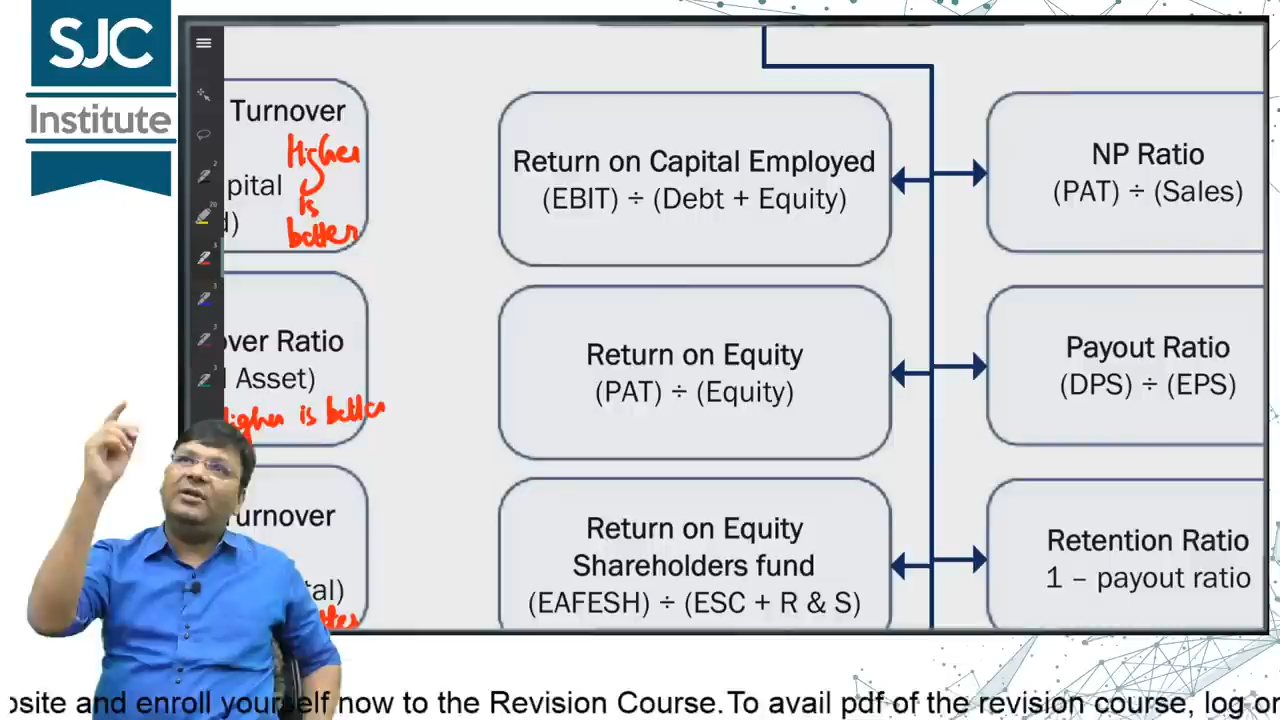 SJC
Institute
Turnover
pital
d)
Higher
is
better
over Ratio
l Asset)
Higher is better
Turnover
tal)
Return on Capital Employed
(EBIT) ÷ (Debt + Equity)
Return on Equity
(PAT) ÷ (Equity)
Return on Equity
Shareholders fund
(EAFESH) ÷ (ESC + R & S)
NP Ratio
(PAT) ÷ (Sales)
Payout Ratio
(DPS) ÷ (EPS)
Retention Ratio
1 – payout ratio
osite and enroll yourself now to the Revision Course.To avail pdf of the revision course, log on